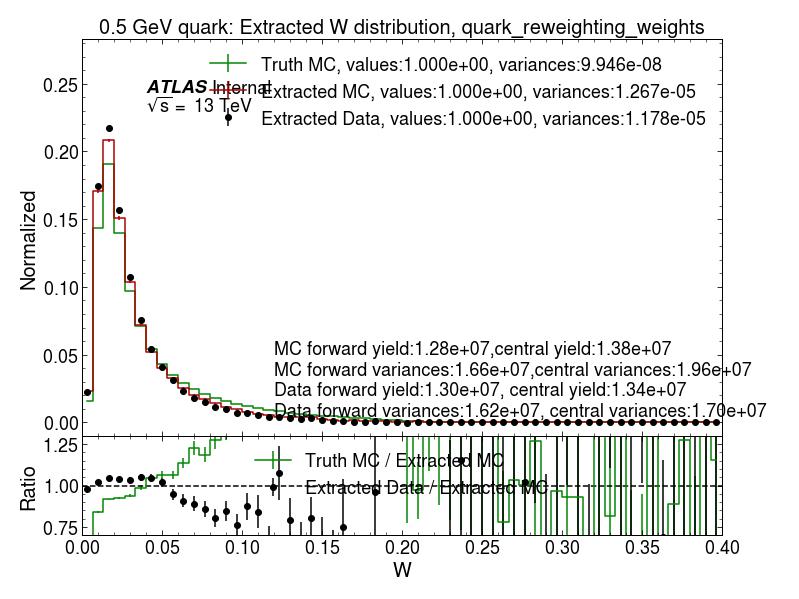 0.5 GeV quark: Extracted W distribution, quark_reweighting_weights
Truth MC, values:1.000e+00, variances:9.946e-08
ATLAS Internal
Extracted MC, values:1.000e+00, variances:1.267e-05
√s = 13 TeV
Extracted Data, values:1.000e+00, variances:1.178e-05
0.25
0.20
0.15
0.10
0.05
0.00
Normalized
MC forward yield:1.28e+07,central yield:1.38e+07
MC forward variances:1.66e+07,central variances:1.96e+07
Data forward yield:1.30e+07, central yield:1.34e+07
Data forward variances:1.62e+07, central variances:1.70e+07
1.25
1.00
0.75
Ratio
Truth MC / Extracted MC
Extracted Data / Extracted MC
0.00 0.05 0.10 0.15 0.20 0.25 0.30 0.35 0.40
W